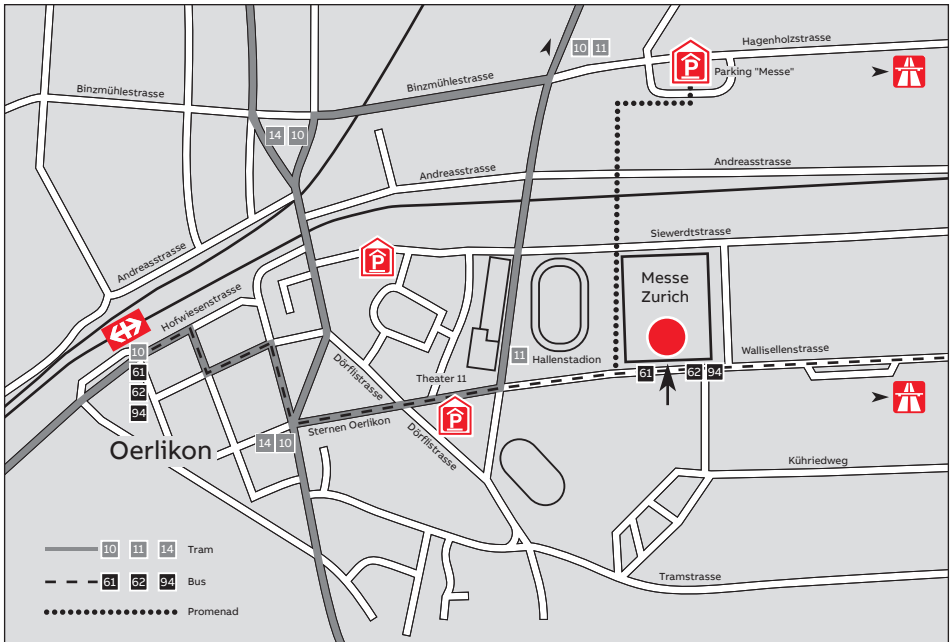 10 11
Hagenholzstrasse
P
Parking "Messe"
Binzmühlestrasse
Binzmühlestrasse
14 10
Andreasstrasse
Andreasstrasse
Andreasstrasse
Siewerdtstrasse
P
Messe
Zurich
Hofwiesenstrasse
10
61
62
94
11
Hallenstadion
Wallisellenstrasse
61
62 94
Dörflistrasse
Theater 11
P
Sternen Oerlikon
Dörflistrasse
14 10
Oerlikon
Kühriedweg
Tramstrasse
10 11 14 Tram
61 62 94 Bus
Promenad